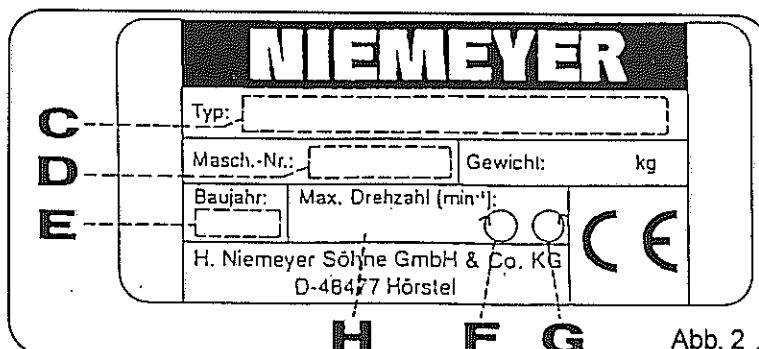 NIEMEYER
C
Typ:
D
Masch.-Nr.:
Gewicht: kg
E
Baujahr:
Max. Drehzahl (min⁻¹):
CE
H. Niemeyer Söhne GmbH & Co. KG
D-48477 Hörstel
H F G
Abb. 2